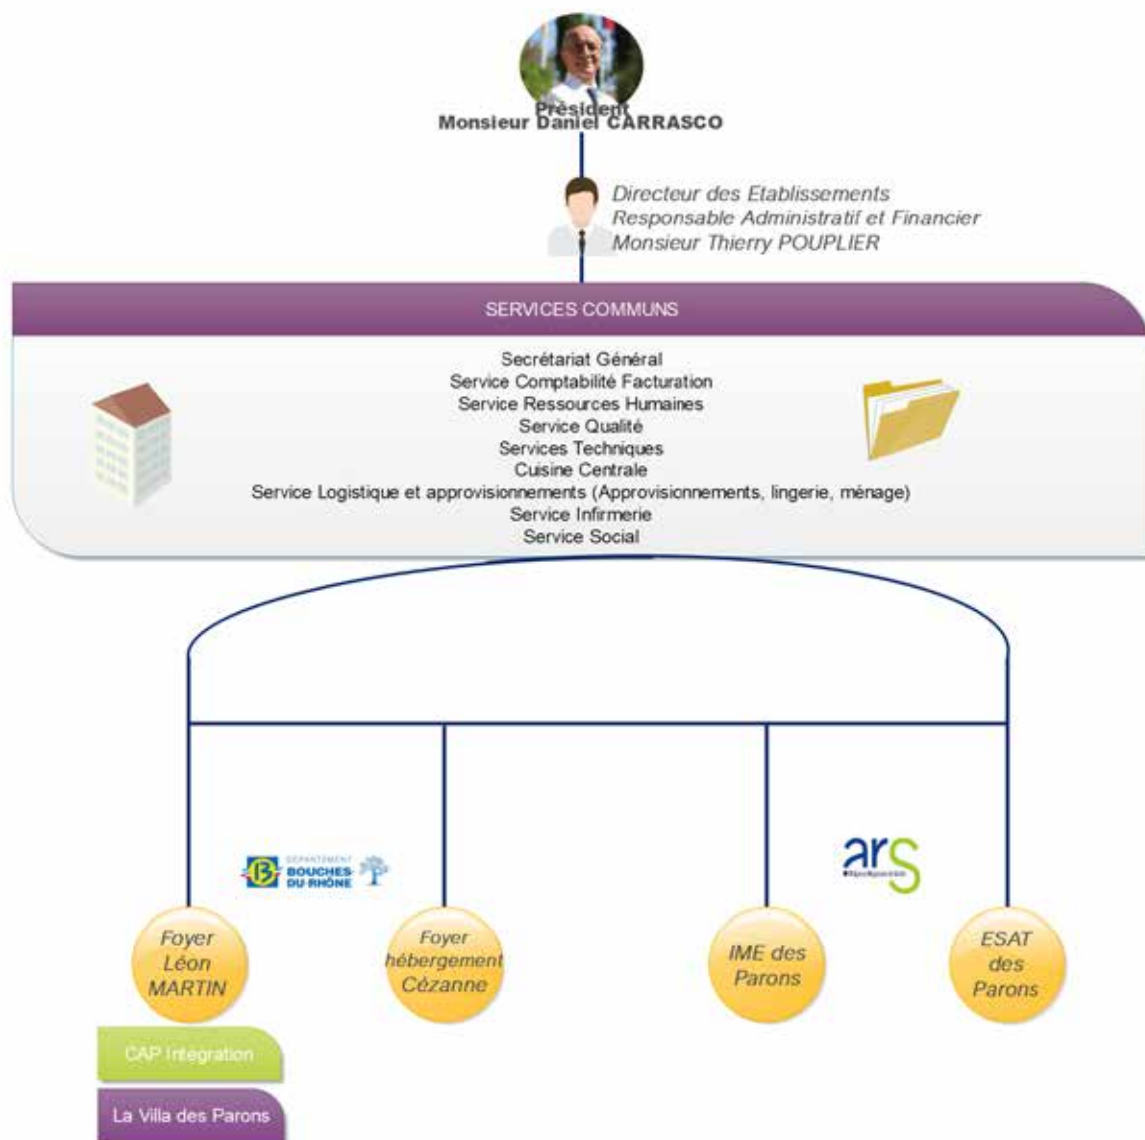 Président
Monsieur Daniel CARRASCO
Directeur des Etablissements
Responsable Administratif et Financier
Monsieur Thierry POUPLIER
SERVICES COMMUNS
Secrétariat Général
Service Comptabilité Facturation
Service Ressources Humaines
Service Qualité
Services Techniques
Cuisine Centrale
Service Logistique et approvisionnements (Approvisionnements, lingerie, ménage)
Service Infirmerie
Service Social
DÉPARTEMENT
BOUCHES
DU RHÔNE
ars
Foyer
Léon
MARTIN
Foyer
hébergement
Cézanne
IME des
Parons
ESAT
des
Parons
CAP Intégration
La Villa des Parons